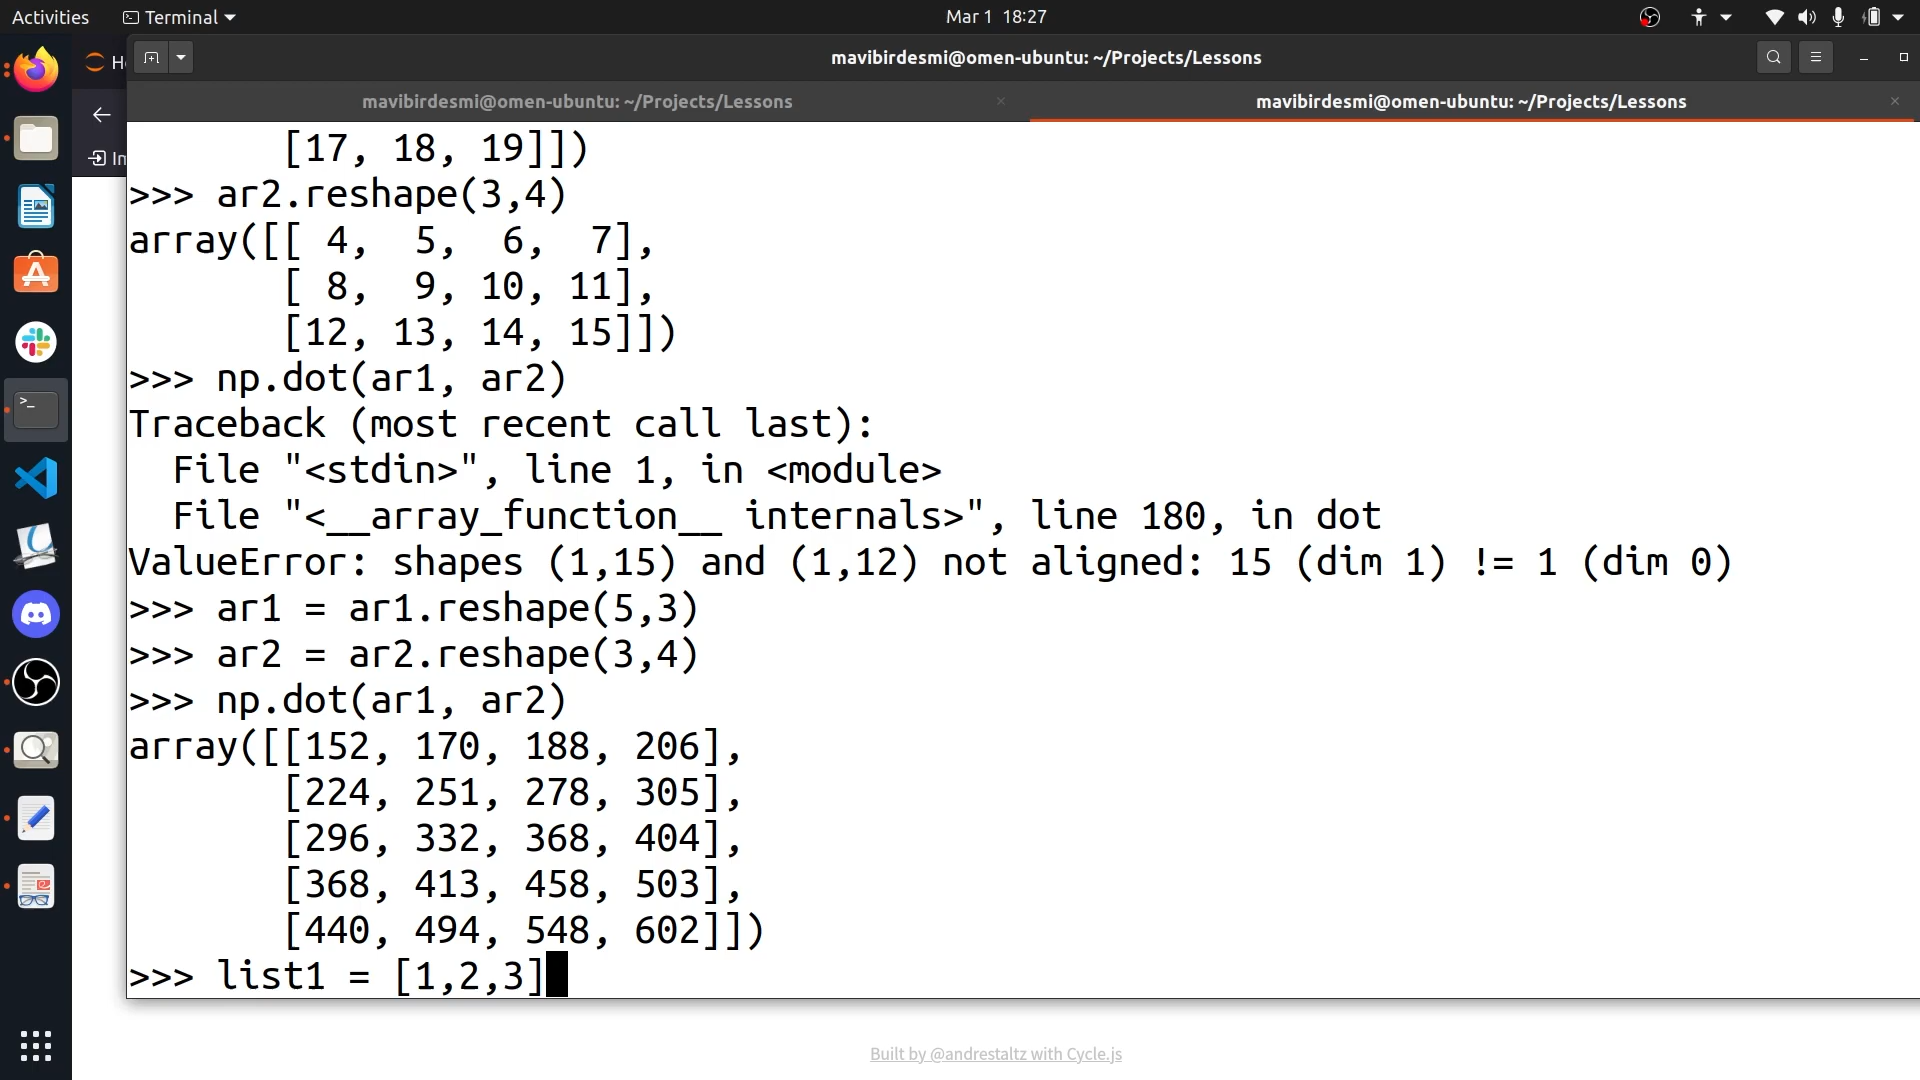 Activities Terminal Mar 1 18:27
mavibirdesmi@omen-ubuntu: ~/Projects/Lessons
mavibirdesmi@omen-ubuntu: ~/Projects/Lessons × mavibirdesmi@omen-ubuntu: ~/Projects/Lessons ×
[17, 18, 19]])
>>> ar2.reshape(3,4)
array([[ 4,  5,  6,  7],
       [ 8,  9, 10, 11],
       [12, 13, 14, 15]])
>>> np.dot(ar1, ar2)
Traceback (most recent call last):
  File "<stdin>", line 1, in <module>
  File "<__array_function__ internals>", line 180, in dot
ValueError: shapes (1,15) and (1,12) not aligned: 15 (dim 1) != 1 (dim 0)
>>> ar1 = ar1.reshape(5,3)
>>> ar2 = ar2.reshape(3,4)
>>> np.dot(ar1, ar2)
array([[152, 170, 188, 206],
       [224, 251, 278, 305],
       [296, 332, 368, 404],
       [368, 413, 458, 503],
       [440, 494, 548, 602]])
>>> list1 = [1,2,3]
Built by @andrestaltz with Cycle.js